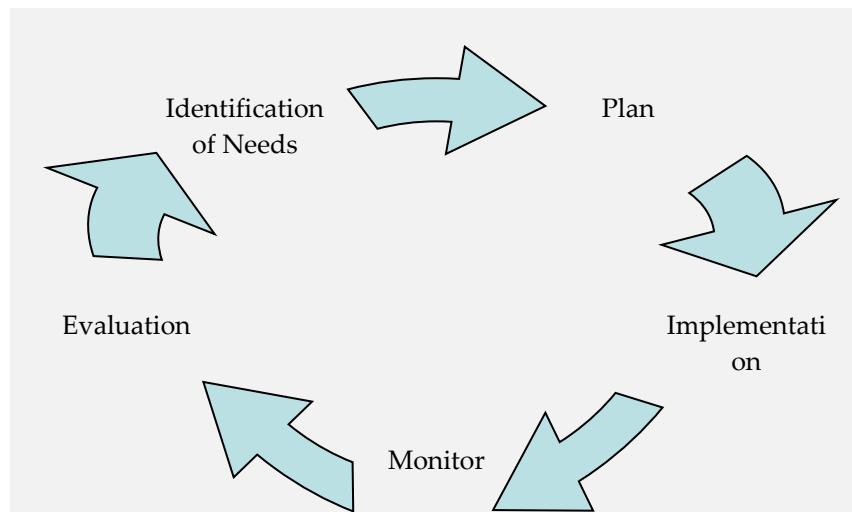 Identification
of Needs
Plan
Implementati
on
Monitor
Evaluation